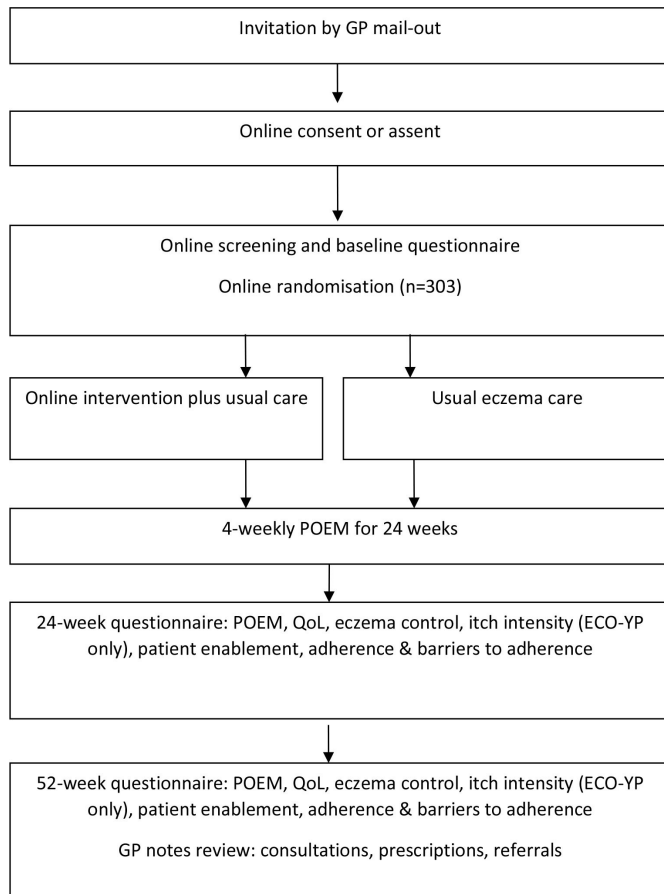 Invitation by GP mail-out
Online consent or assent
Online screening and baseline questionnaire
Online randomisation (n=303)
Online intervention plus usual care
Usual eczema care
4-weekly POEM for 24 weeks
24-week questionnaire: POEM, QoL, eczema control, itch intensity (ECO-YP
only), patient enablement, adherence & barriers to adherence
52-week questionnaire: POEM, QoL, eczema control, itch intensity (ECO-YP
only), patient enablement, adherence & barriers to adherence
GP notes review: consultations, prescriptions, referrals